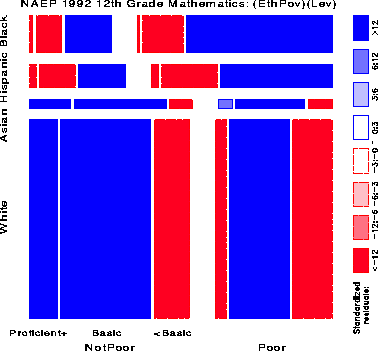 NAEP 1992 12th Grade Mathematics: (EthPov)(Lev)
Black
Hispanic
Asian
White
Proficient+ Basic <Basic
NotPoor Poor
>12
6:12
3:6
0:3
-3:-0
-6:-3
-12:-6
<-12
Standardized
residuals: